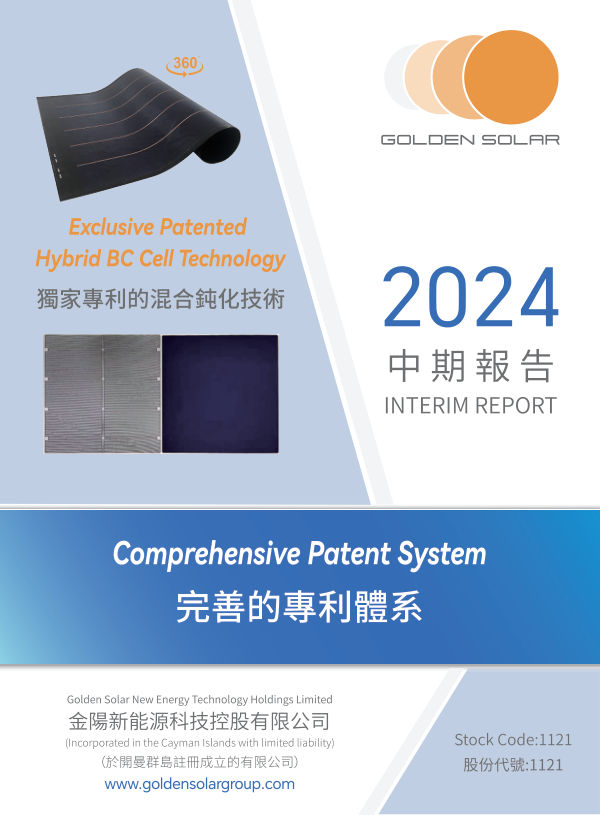 360°
GOLDEN SOLAR
Exclusive Patented
Hybrid BC Cell Technology
獨家專利的混合鈍化技術
2024
中期報告
INTERIM REPORT
Comprehensive Patent System
完善的專利體系
Golden Solar New Energy Technology Holdings Limited
金陽新能源科技控股有限公司
(Incorporated in the Cayman Islands with limited liability)
（於開曼群島註冊成立的有限公司）
www.goldensolargroup.com
Stock Code:1121
股份代號:1121